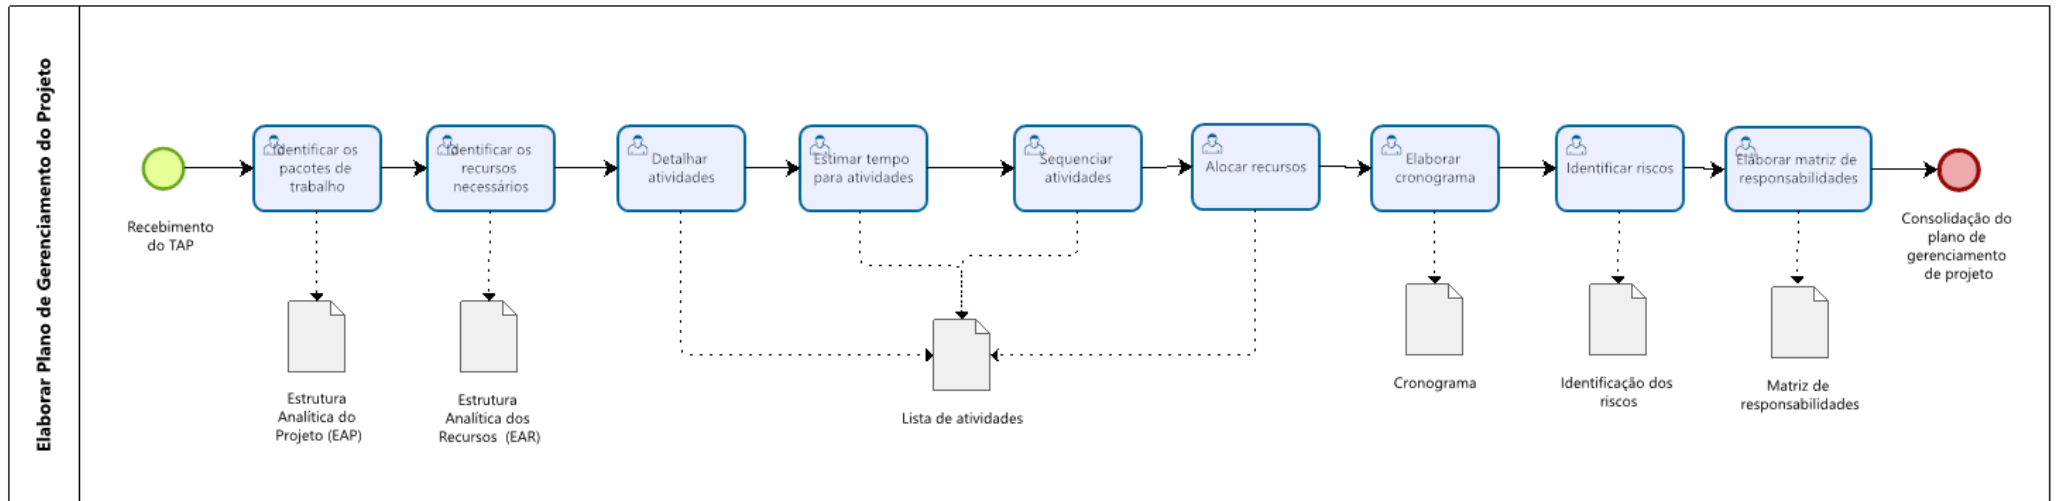 Elaborar Plano de Gerenciamento do Projeto
Recebimento
do TAP
Identificar os
pacotes de
trabalho
Identificar os
recursos
necessários
Detalhar
atividades
Estimar tempo
para atividades
Sequenciar
atividades
Alocar recursos
Elaborar
cronograma
Identificar riscos
Elaborar matriz de
responsabilidades
Consolidação do
plano de
gerenciamento
de projeto
Estrutura
Analítica do
Projeto (EAP)
Estrutura
Analítica dos
Recursos (EAR)
Lista de atividades
Cronograma
Identificação dos
riscos
Matriz de
responsabilidades